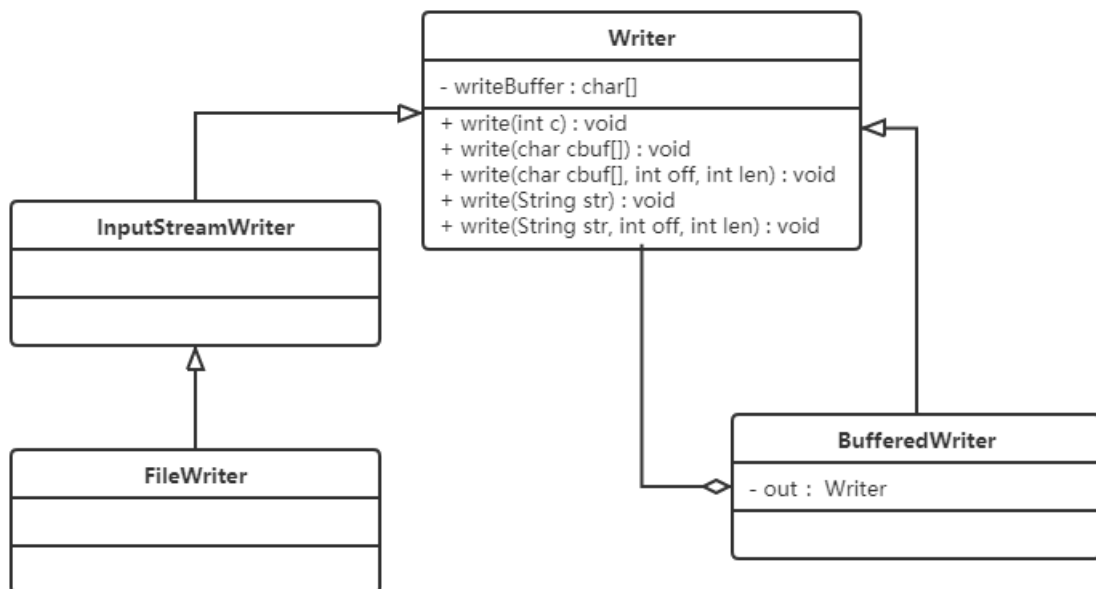 Writer
- writeBuffer : char[]
+ write(int c) : void
+ write(char cbuf[]) : void
+ write(char cbuf[], int off, int len) : void
+ write(String str) : void
+ write(String str, int off, int len) : void
InputStreamWriter
FileWriter
BufferedWriter
- out :  Writer